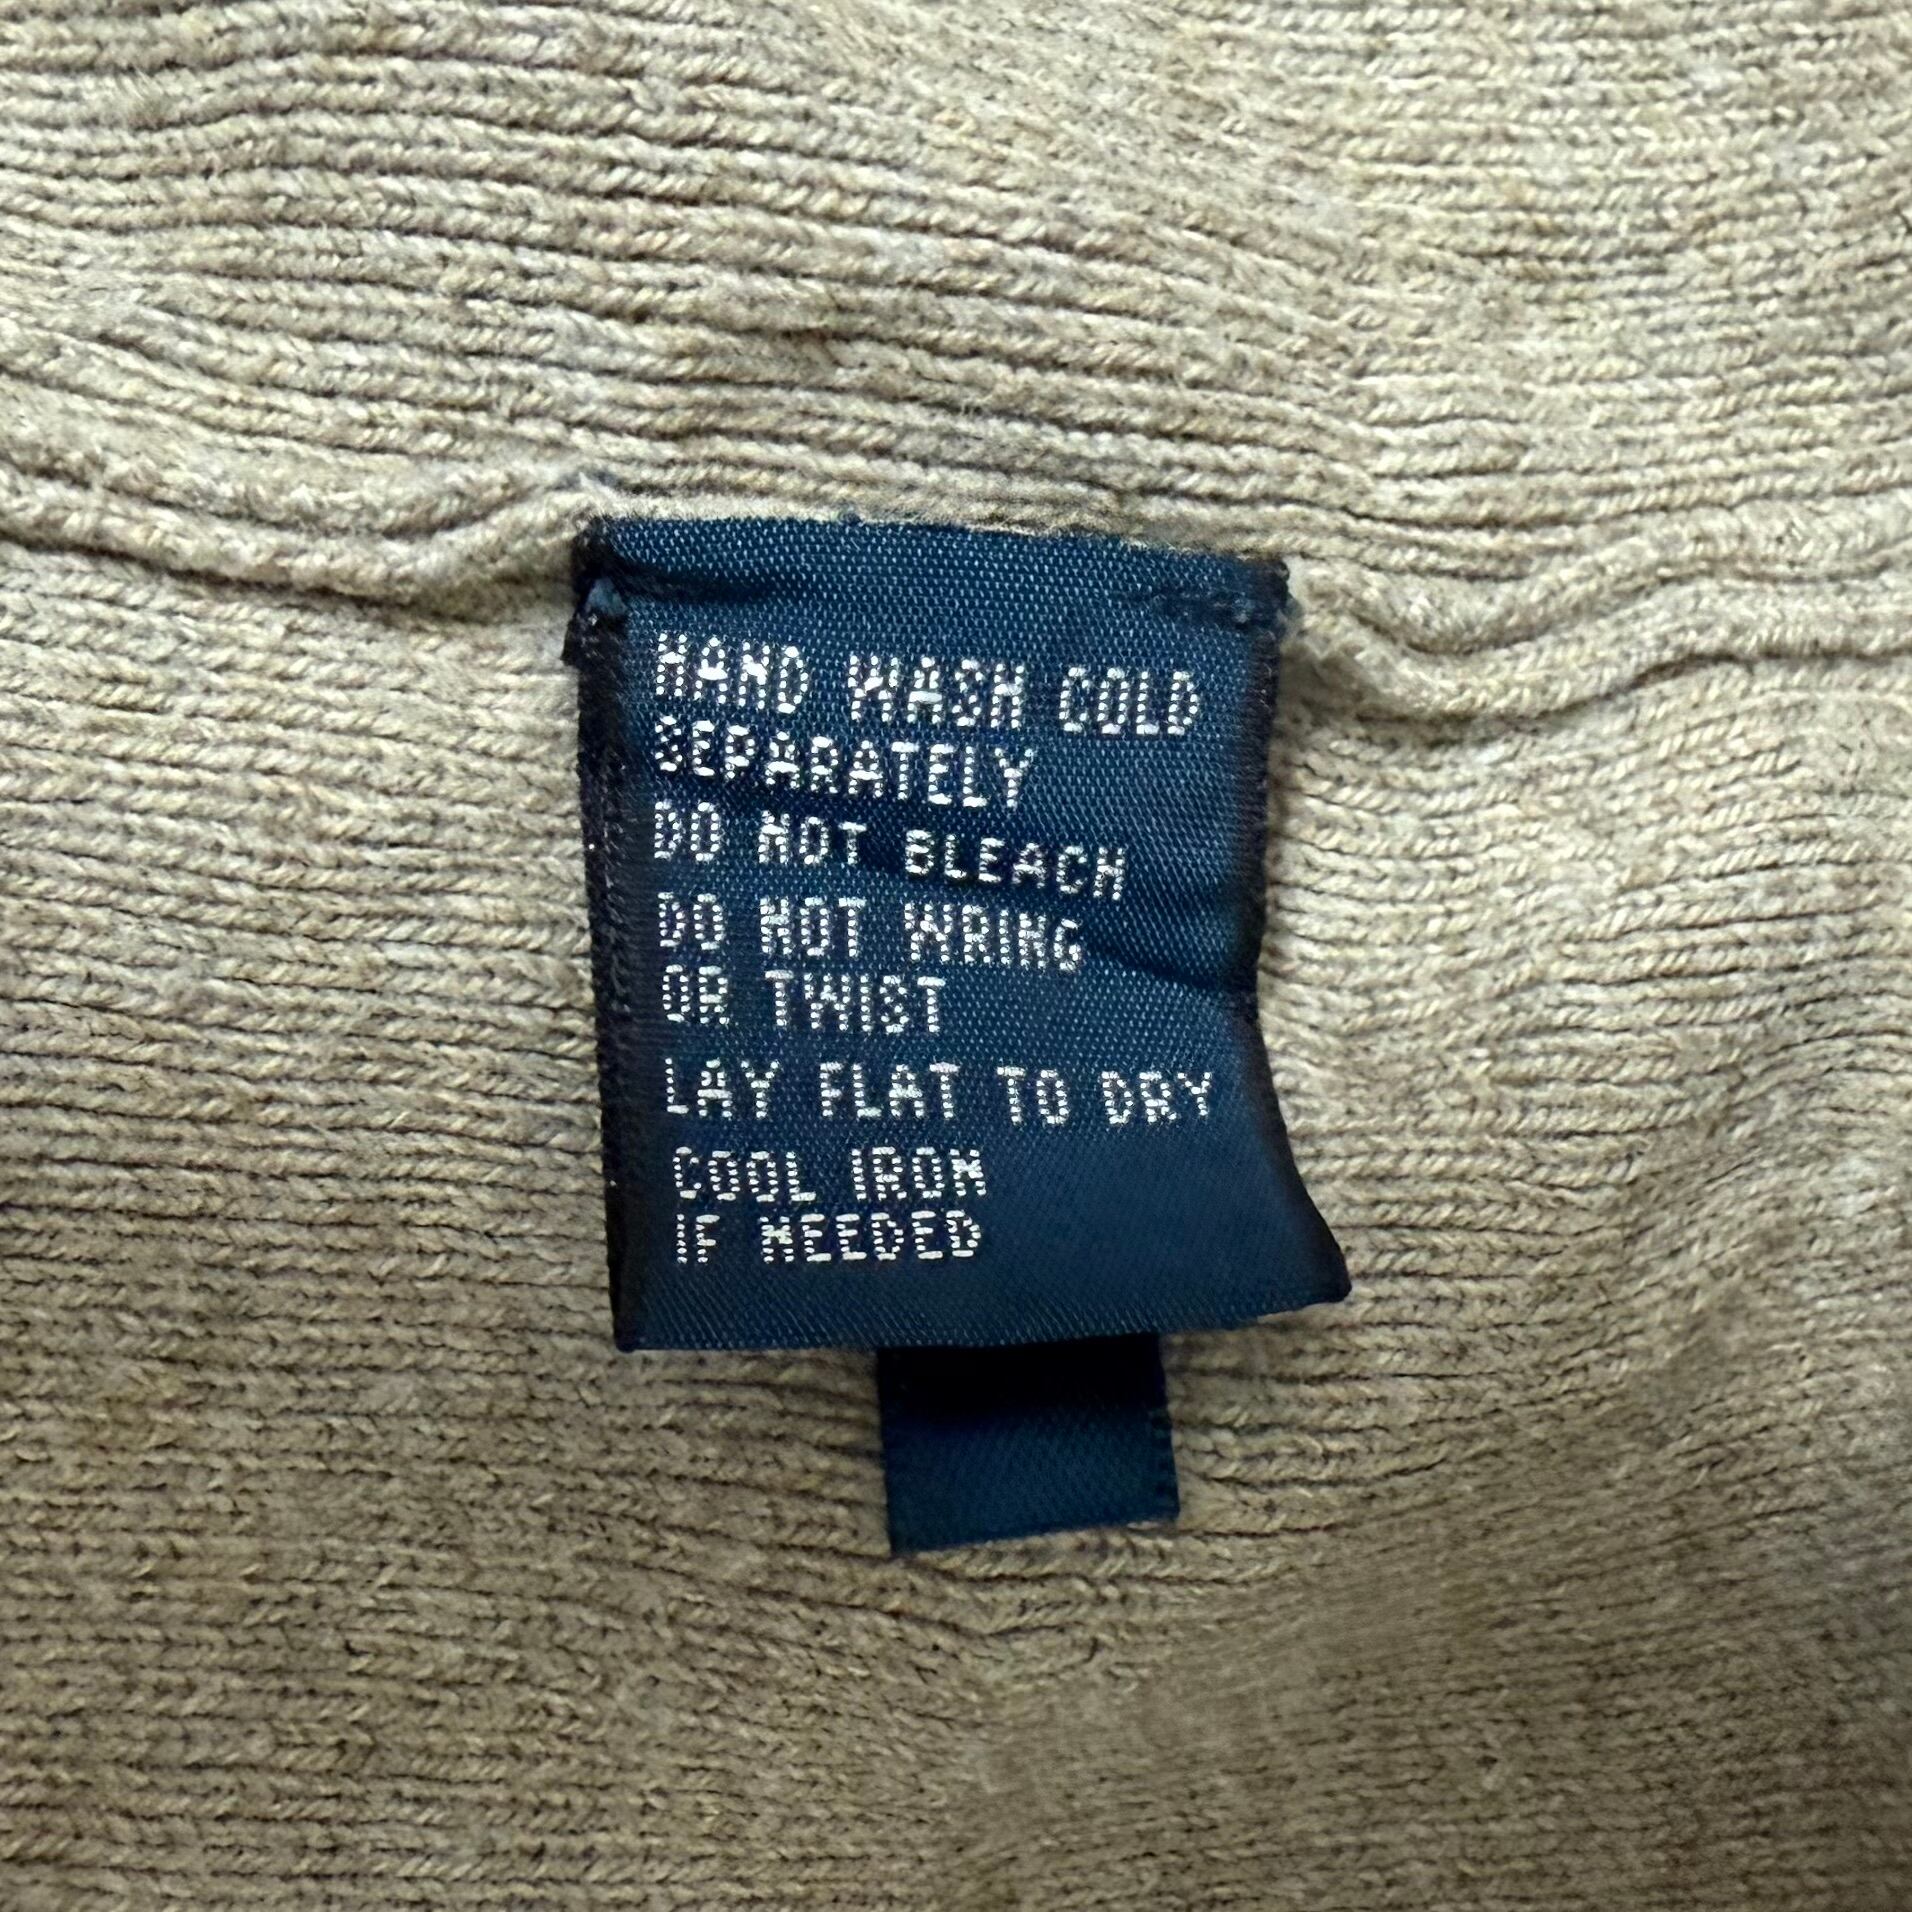 HAND WASH COLD
SEPARATELY
DO NOT BLEACH
DO NOT WRING
OR TWIST
LAY FLAT TO DRY
COOL IRON
IF NEEDED